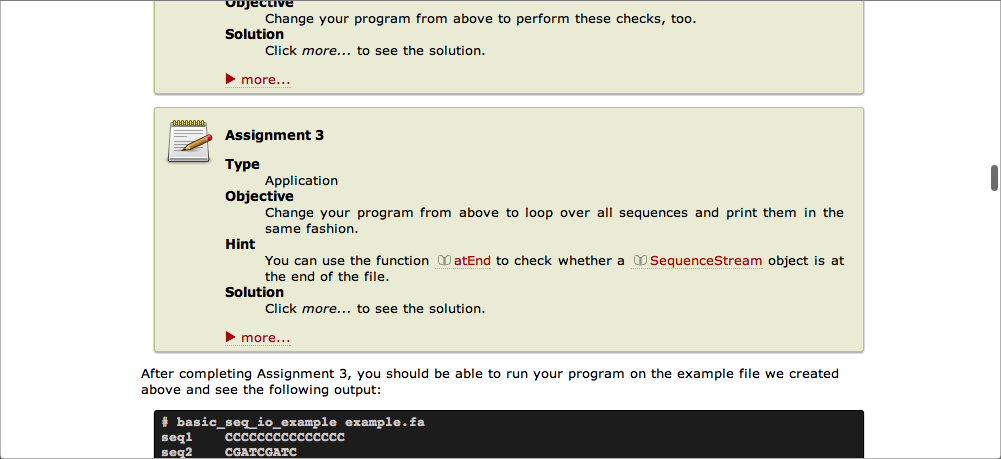 Objective
Change your program from above to perform these checks, too.
Solution
Click more... to see the solution.
more...
Assignment 3
Type
Application
Objective
Change your program from above to loop over all sequences and print them in the
same fashion.
Hint
You can use the function atEnd to check whether a SequenceStream object is at
the end of the file.
Solution
Click more... to see the solution.
more...
After completing Assignment 3, you should be able to run your program on the example file we created
above and see the following output:
# basic_seq_io_example example.fa
seq1 CCCCCCCCCCCCCCC
seq2 CGATCGATC